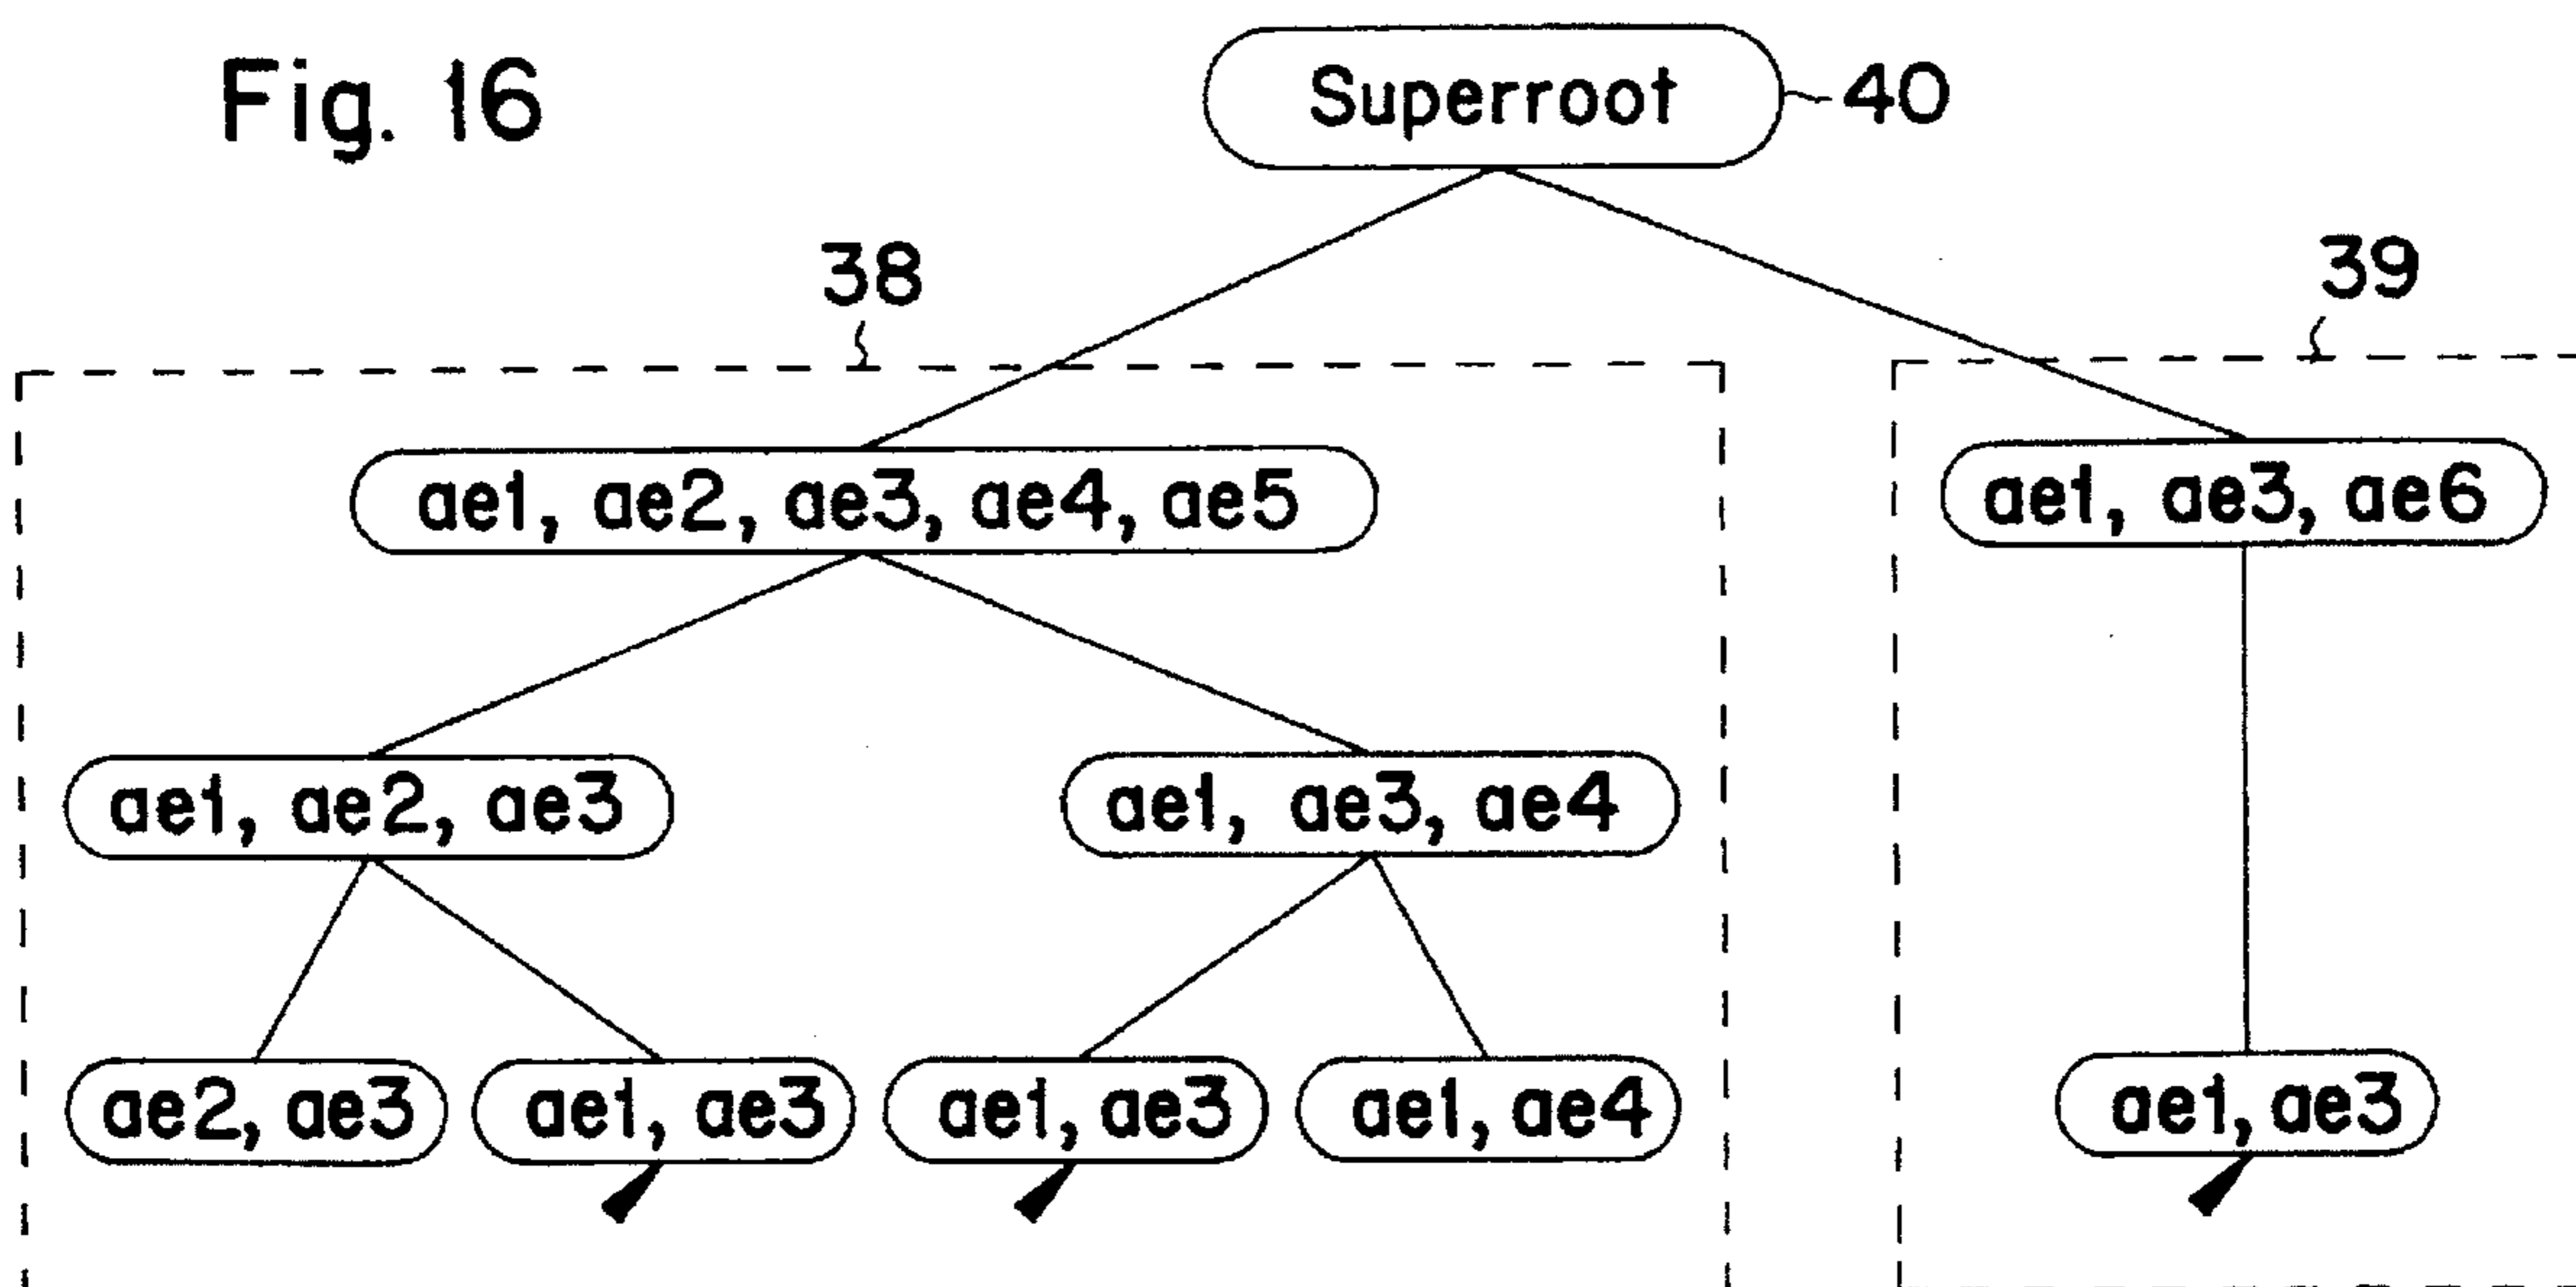 Fig. 16
Superroot
40
38
39
ae1, ae2, ae3, ae4, ae5
ae1, ae3, ae6
ae1, ae2, ae3
ae1, ae3, ae4
ae2, ae3
ae1, ae3
ae1, ae3
ae1, ae4
ae1, ae3